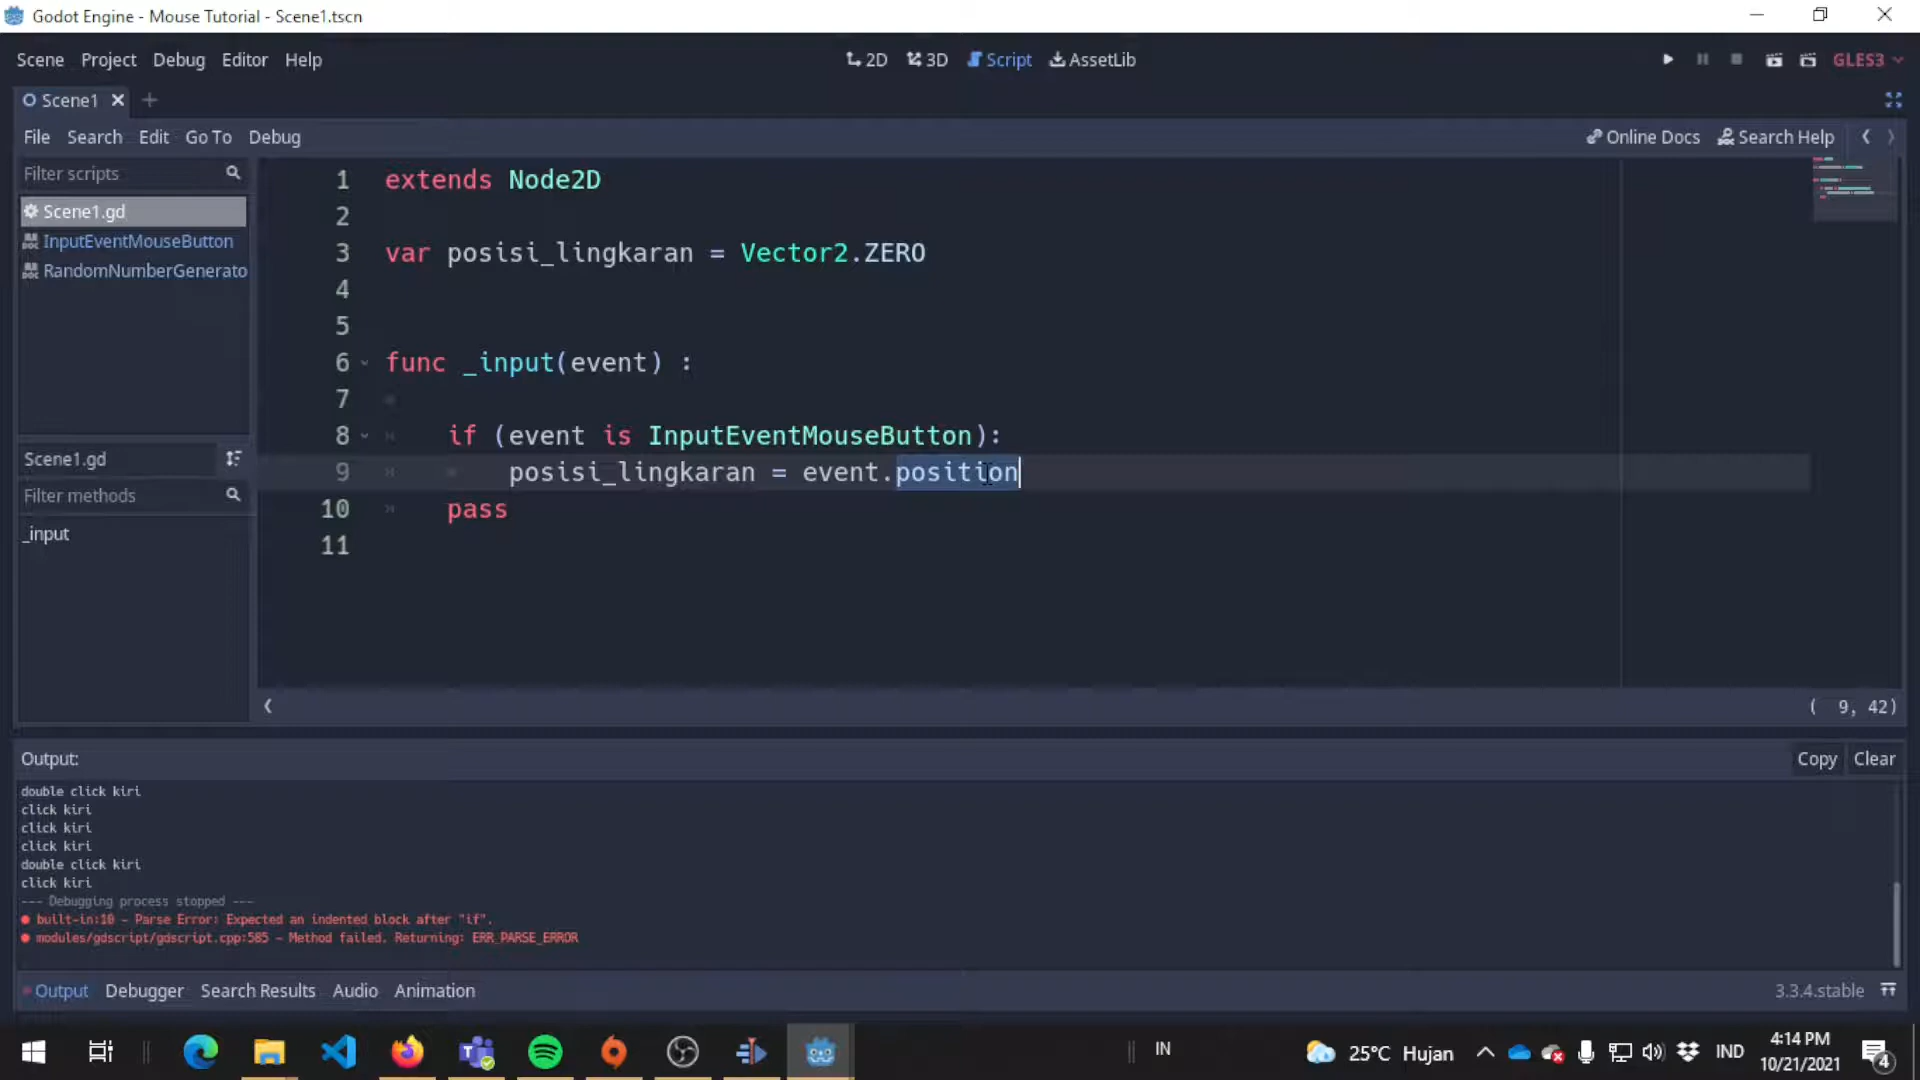 Godot Engine - Mouse Tutorial - Scene1.tscn
Scene Project Debug Editor Help
2D 3D Script AssetLib
GLES3
Scene1
File Search Edit Go To Debug
Online Docs Search Help
Filter scripts
Scene1.gd
InputEventMouseButton
RandomNumberGenerato
Scene1.gd
Filter methods
_input
1 extends Node2D
2
3 var posisi_lingkaran = Vector2.ZERO
4
5
6 func _input(event) :
7
8 if (event is InputEventMouseButton):
9 posisi_lingkaran = event.position
10 pass
11
( 9, 42)
Output:
Copy Clear
double click kiri
click kiri
click kiri
click kiri
double click kiri
click kiri
--- Debugging process stopped ---
built-in:10 - Parse Error: Expected an indented block after "if".
modules/gdscript/gdscript.cpp:585 - Method failed. Returning: ERR_PARSE_ERROR
Output Debugger Search Results Audio Animation
3.3.4.stable
IN
25°C Hujan
IND
4:14 PM
10/21/2021
4